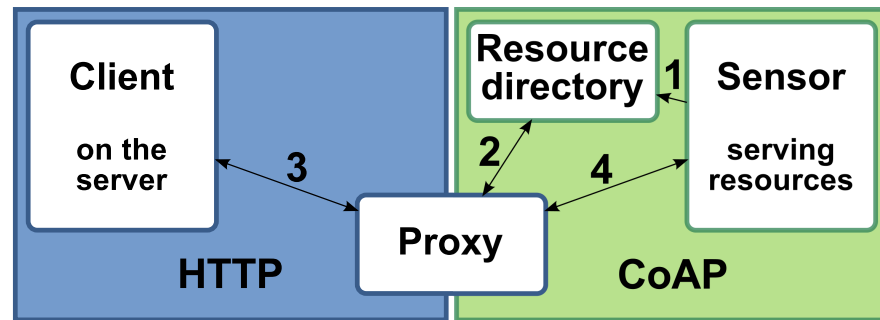 Client
on the
server
HTTP
3
Proxy
Resource
directory
1
2
4
Sensor
serving
resources
CoAP